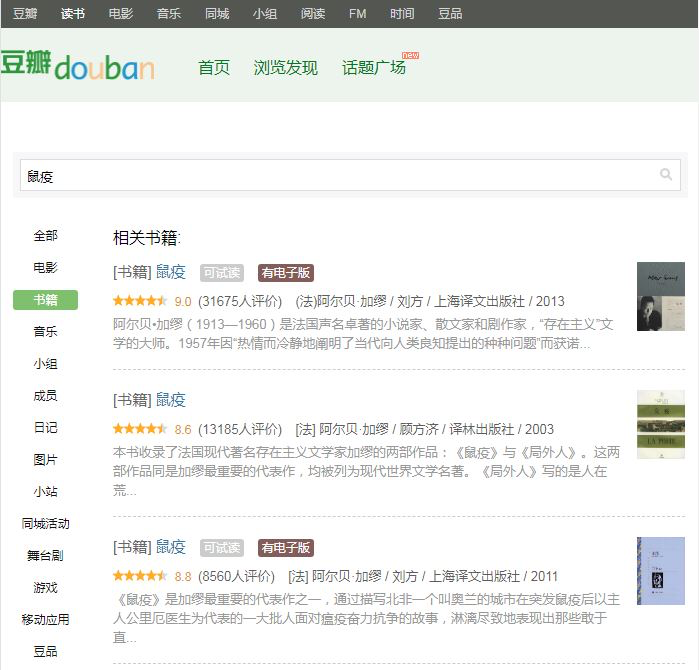 豆瓣 读书 电影 音乐 同城 小组 阅读 FM 时间 豆品
豆瓣douban 首页 浏览发现 话题广场 new
鼠疫
全部
电影
书籍
音乐
小组
成员
日记
图片
小站
同城活动
舞台剧
游戏
移动应用
豆品
相关书籍:
[书籍] 鼠疫 可试读 有电子版
9.0 (31675人评价) (法)阿尔贝·加缪 / 刘方 / 上海译文出版社 / 2013
阿尔贝•加缪（1913—1960）是法国声名卓著的小说家、散文家和剧作家，“存在主义”文
学的大师。1957年因“热情而冷静地阐明了当代向人类良知提出的种种问题”而获诺...
[书籍] 鼠疫
8.6 (13185人评价) [法] 阿尔贝·加缪 / 顾方济 / 译林出版社 / 2003
本书收录了法国现代著名存在主义文学家加缪的两部作品：《鼠疫》与《局外人》。这两
部作品同是加缪最重要的代表作，均被列为现代世界文学名著。《局外人》写的是人在
荒...
LA PESTE
[书籍] 鼠疫 可试读 有电子版
8.8 (8560人评价) [法] 阿尔贝·加缪 / 刘方 / 上海译文出版社 / 2011
《鼠疫》是加缪最重要的代表作之一，通过描写北非一个叫奥兰的城市在突发鼠疫后以主
人公里厄医生为代表的一大批人面对瘟疫奋力抗争的故事，淋漓尽致地表现出那些敢于
直...